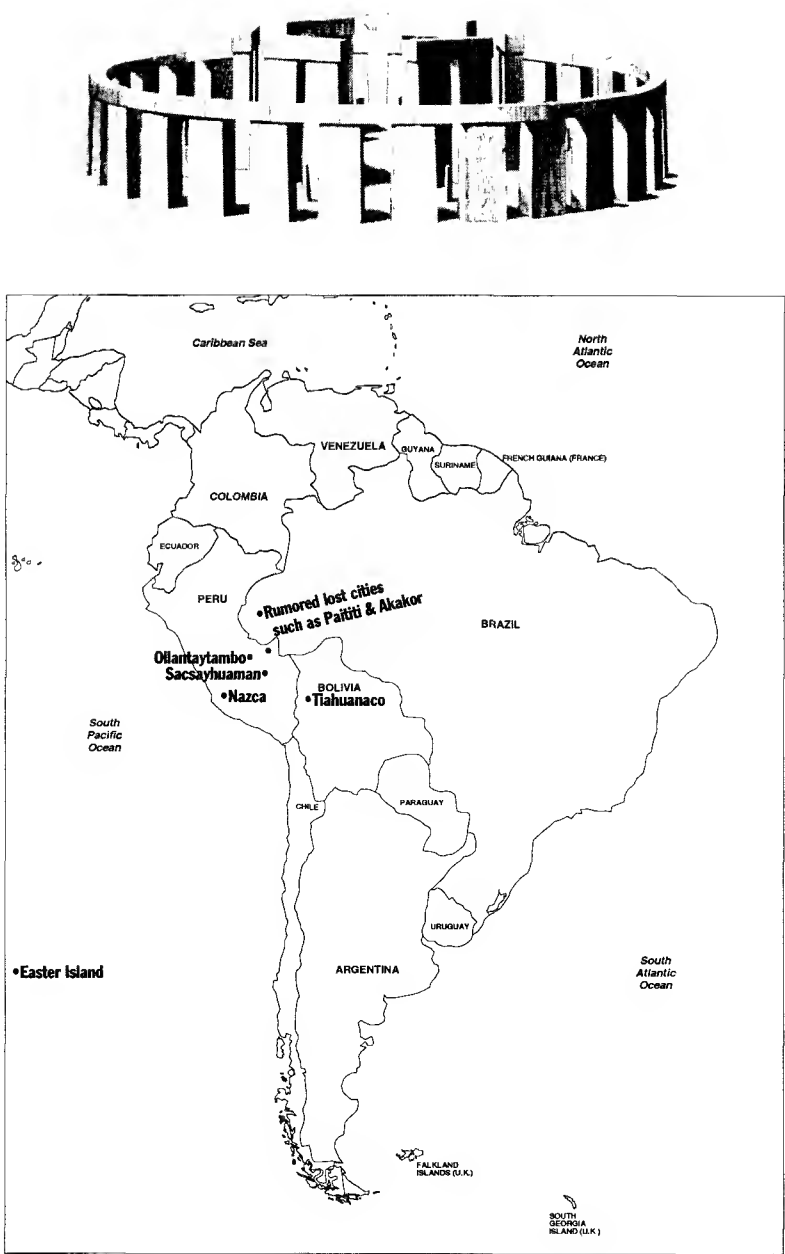 Caribbean Sea
North
Atlantic
Ocean
VENEZUELA
GUYANA
SURINAME
FRENCH GUIANA (FRANCE)
COLOMBIA
ECUADOR
PERU
•Rumored lost cities
such as Paititi & Akakor
BRAZIL
Ollantaytambo•
Sacsayhuaman•
•Nazca
BOLIVIA
•Tiahuanaco
South
Pacific
Ocean
CHILE
PARAGUAY
URUGUAY
•Easter Island
ARGENTINA
South
Atlantic
Ocean
FALKLAND
ISLANDS (U.K.)
SOUTH
GEORGIA
ISLAND (U.K.)